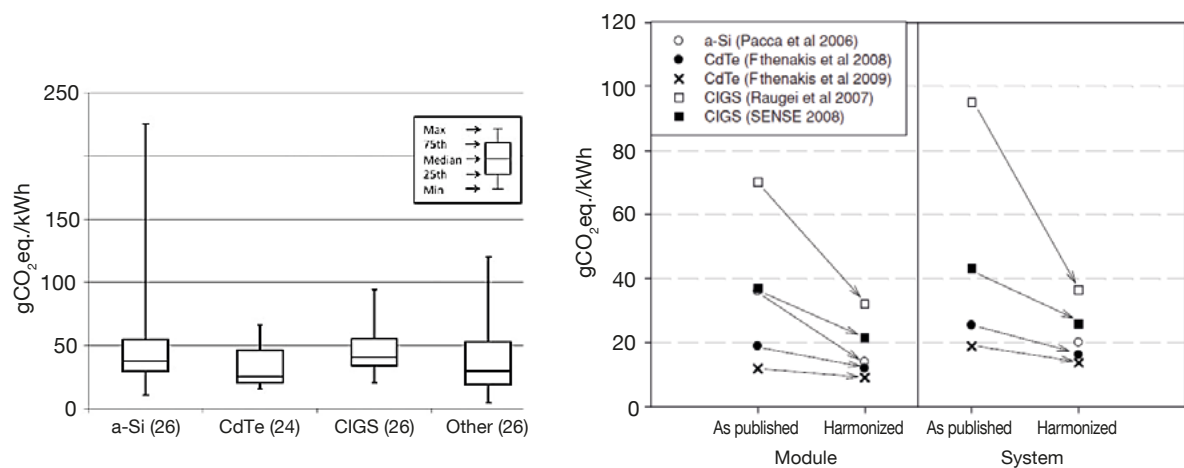 gCO2eq./kWh
250
150
100
50
0
Max
75th
Median
25th
Min
a-Si (26)
CdTe (24)
CIGS (26)
Other (26)
gCO2eq./kWh
120
100
80
60
40
20
0
a-Si (Pacca et al 2006)
CdTe (Fthenakis et al 2008)
CdTe (Fthenakis et al 2009)
CIGS (Raugei et al 2007)
CIGS (SENSE 2008)
As published
Harmonized
As published
Harmonized
Module
System